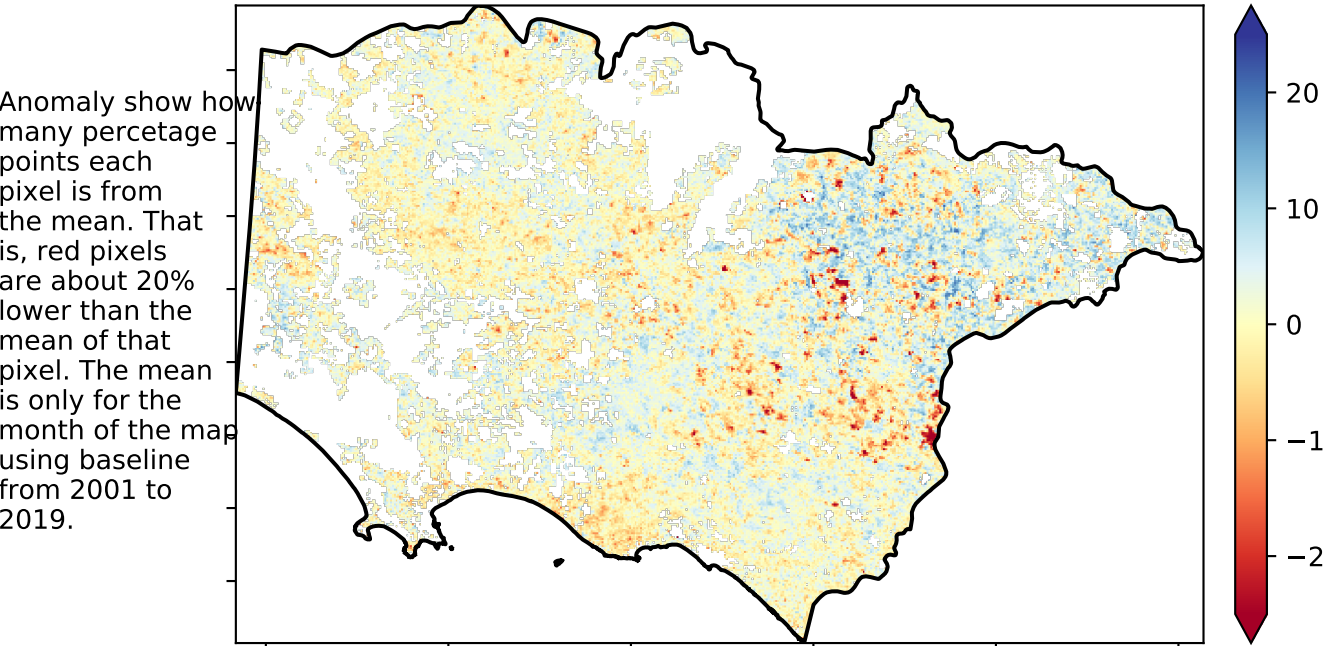 Anomaly show how
many percetage
points each
pixel is from
the mean. That
is, red pixels
are about 20%
lower than the
mean of that
pixel. The mean
is only for the
month of the map
using baseline
from 2001 to
2019.
20
10
0
−1
−2